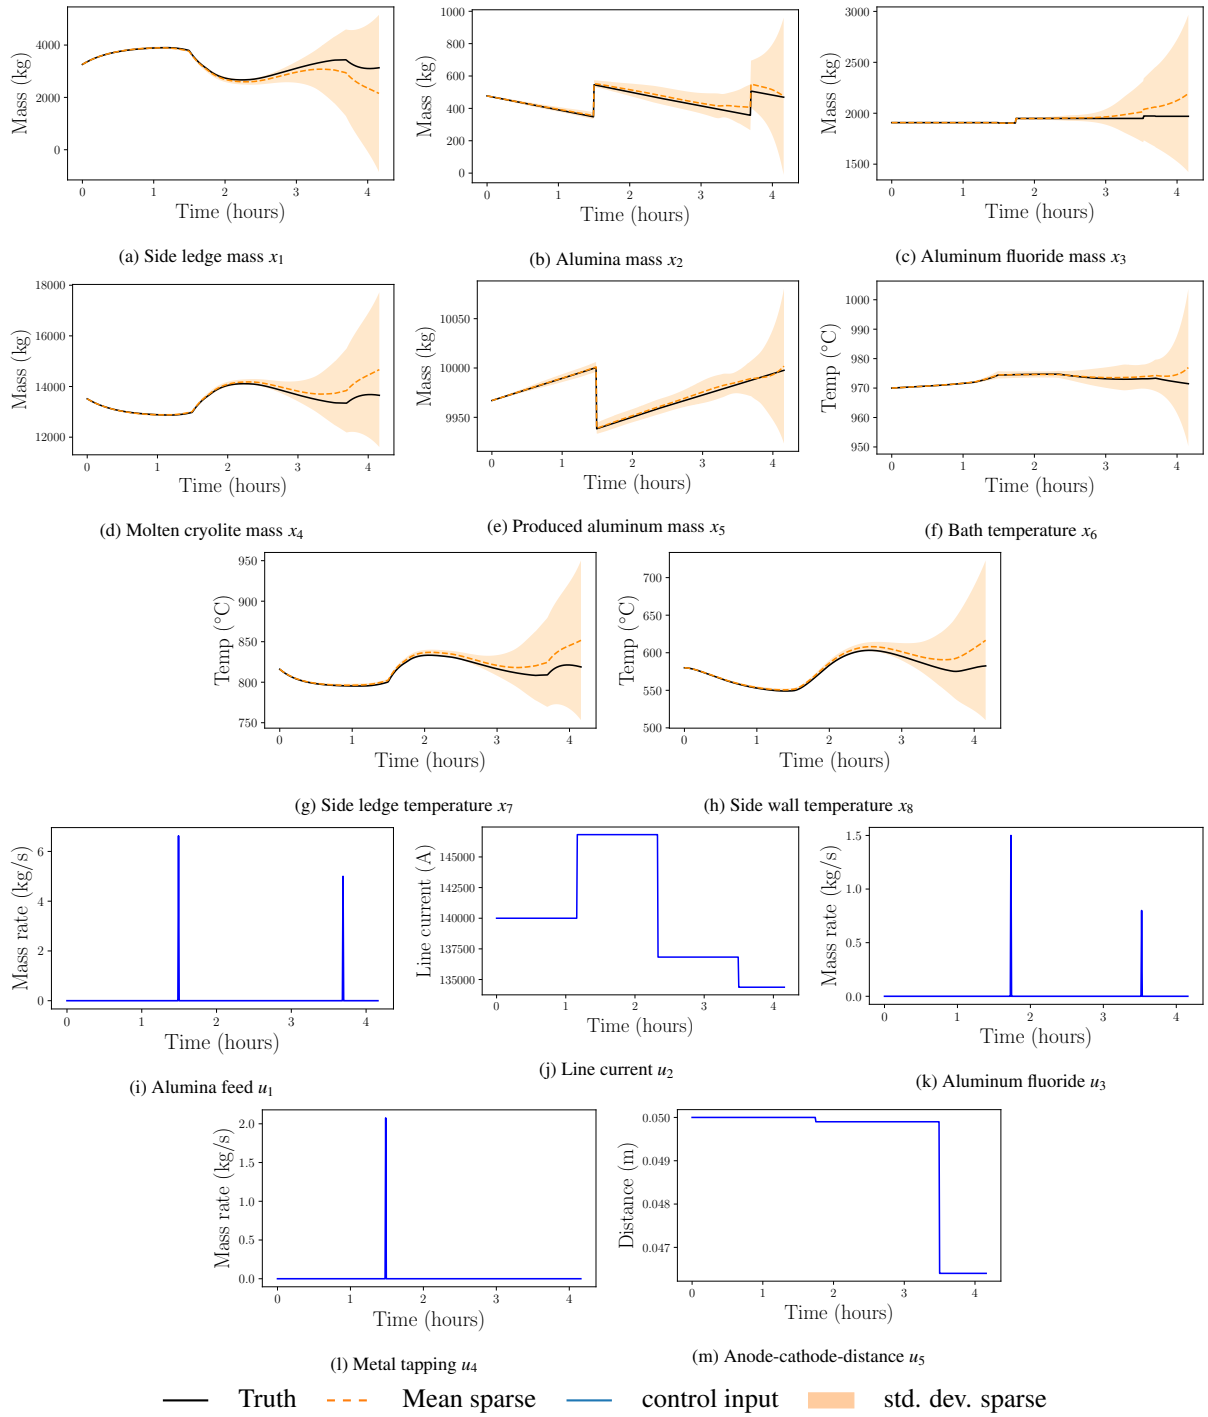 4000
2000
0
Mass (kg)
0 1 2 3 4
Time (hours)
(a) Side ledge mass x1
1000
800
600
400
200
0
Mass (kg)
0 1 2 3 4
Time (hours)
(b) Alumina mass x2
3000
2500
2000
1500
Mass (kg)
0 1 2 3 4
Time (hours)
(c) Aluminum fluoride mass x3
18000
16000
14000
12000
Mass (kg)
0 1 2 3 4
Time (hours)
(d) Molten cryolite mass x4
10050
10000
9950
Mass (kg)
0 1 2 3 4
Time (hours)
(e) Produced aluminum mass x5
1000
990
980
970
960
950
Temp (°C)
0 1 2 3 4
Time (hours)
(f) Bath temperature x6
950
900
850
800
750
Temp (°C)
0 1 2 3 4
Time (hours)
(g) Side ledge temperature x7
700
650
600
550
500
Temp (°C)
0 1 2 3 4
Time (hours)
(h) Side wall temperature x8
6
4
2
0
Mass rate (kg/s)
0 1 2 3 4
Time (hours)
(i) Alumina feed u1
145000
142500
140000
137500
135000
Line current (A)
0 1 2 3 4
Time (hours)
(j) Line current u2
1.5
1.0
0.5
0.0
Mass rate (kg/s)
0 1 2 3 4
Time (hours)
(k) Aluminum fluoride u3
2.0
1.5
1.0
0.5
0.0
Mass rate (kg/s)
0 1 2 3 4
Time (hours)
(l) Metal tapping u4
0.050
0.049
0.048
0.047
Distance (m)
0 1 2 3 4
Time (hours)
(m) Anode-cathode-distance u5
Truth Mean sparse control input std. dev. sparse